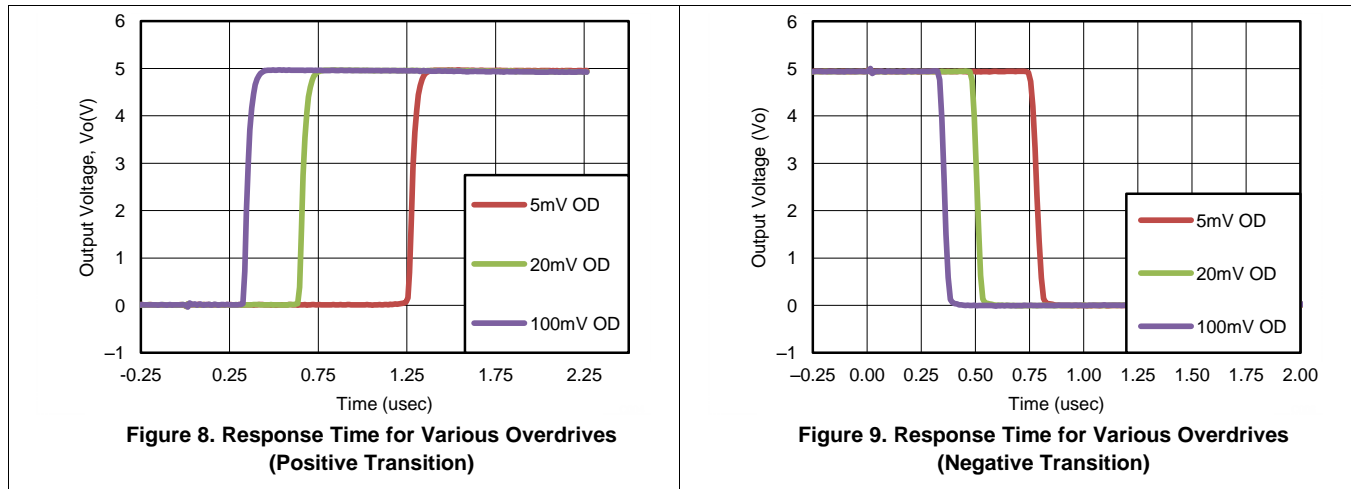 6
5
4
3
2
1
0
–1
Output Voltage, Vo(V)
-0.25 0.25 0.75 1.25 1.75 2.25
Time (usec)
5mV OD
20mV OD
100mV OD
Figure 8. Response Time for Various Overdrives
(Positive Transition)
6
5
4
3
2
1
0
–1
Output Voltage (Vo)
–0.25 0.00 0.25 0.50 0.75 1.00 1.25 1.50 1.75 2.00
Time (usec)
5mV OD
20mV OD
100mV OD
Figure 9. Response Time for Various Overdrives
(Negative Transition)